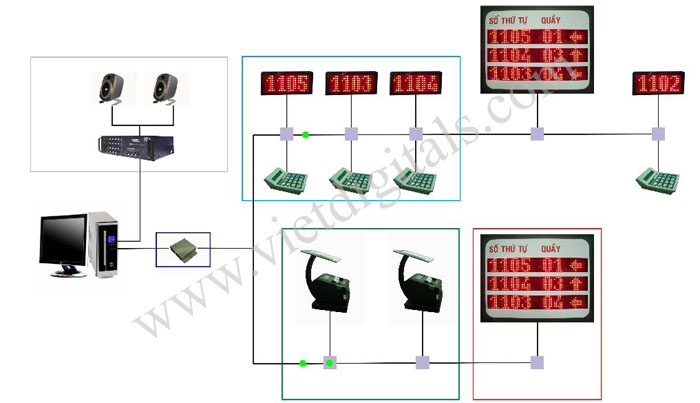 SỐ THỨ TỰ QUẦY
1105 01 ←
1104 03 ↑
1103 04 ←
1105
1103
1104
1102
SỐ THỨ TỰ QUẦY
1105 01 ←
1104 03 ↑
1103 04 ←
www.vietdigitals.com